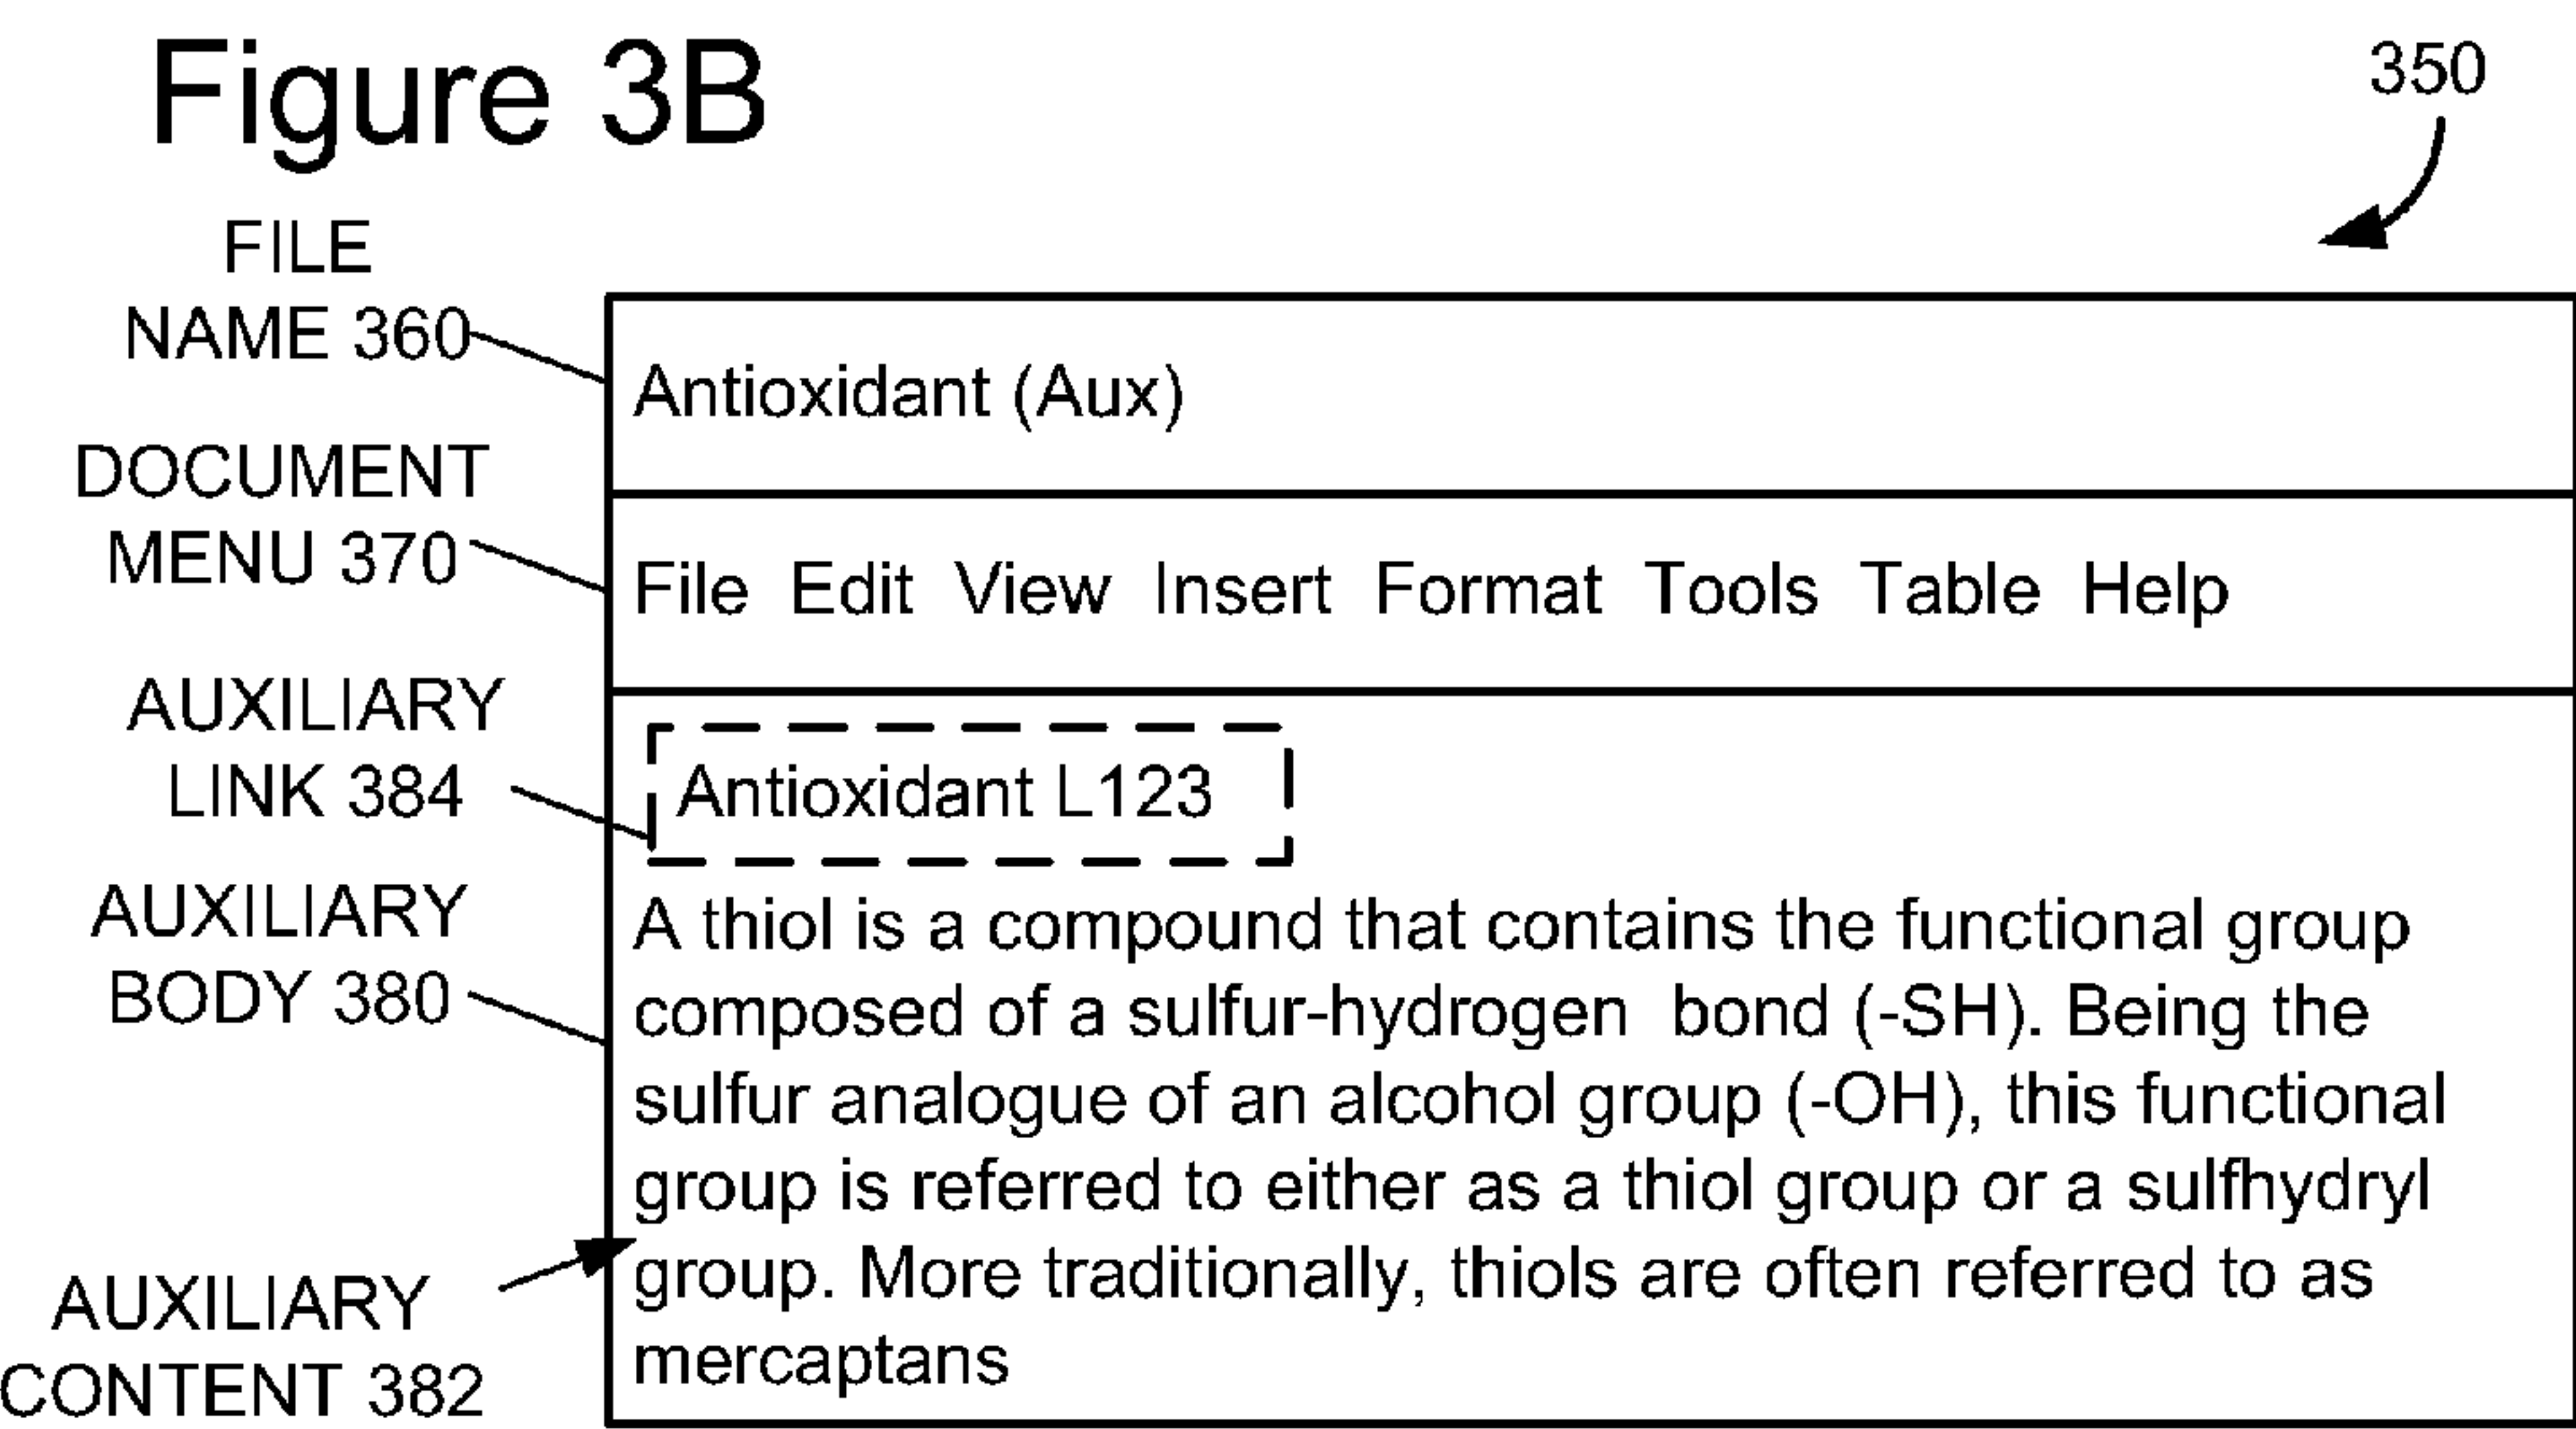 Figure 3B
350
FILE
NAME 360
Antioxidant (Aux)
DOCUMENT
MENU 370
File Edit View Insert Format Tools Table Help
AUXILIARY
LINK 384
Antioxidant L123
AUXILIARY
BODY 380
A thiol is a compound that contains the functional group
composed of a sulfur-hydrogen bond (-SH). Being the
sulfur analogue of an alcohol group (-OH), this functional
group is referred to either as a thiol group or a sulfhydryl
group. More traditionally, thiols are often referred to as
mercaptans
AUXILIARY
CONTENT 382